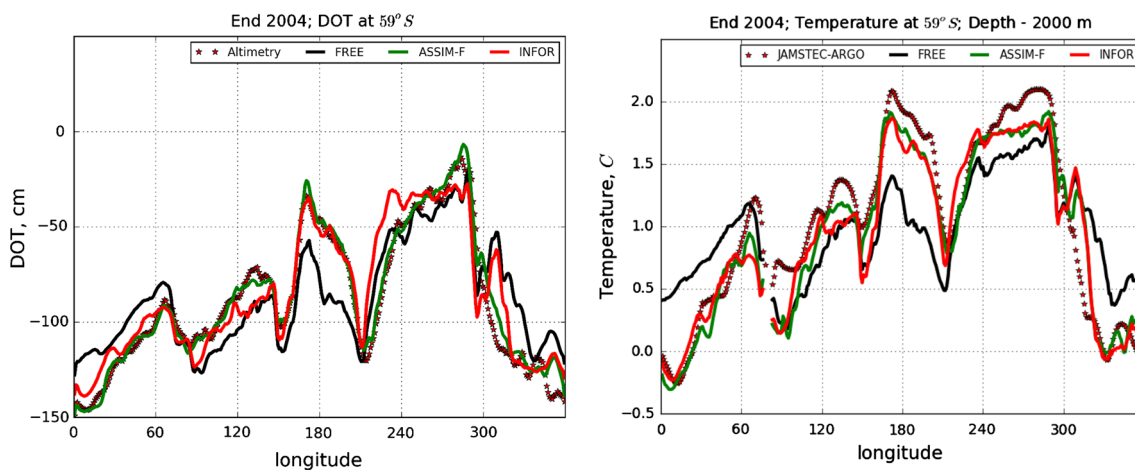 End 2004; DOT at 59°S
Altimetry FREE ASSIM-F INFOR
0
−50
−100
−150
DOT, cm
0 60 120 180 240 300
longitude
End 2004; Temperature at 59°S; Depth - 2000 m
JAMSTEC-ARGO FREE ASSIM-F INFOR
2.0
1.5
1.0
0.5
0.0
−0.5
Temperature, C
0 60 120 180 240 300
longitude